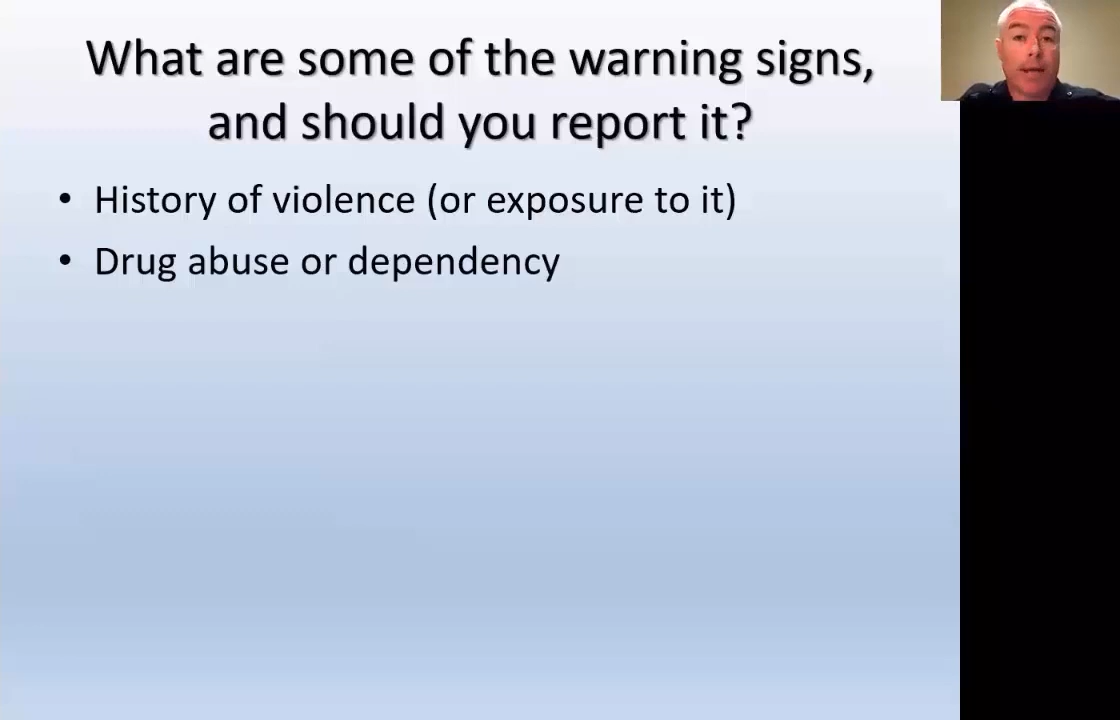 What are some of the warning signs,
and should you report it?
• History of violence (or exposure to it)
• Drug abuse or dependency